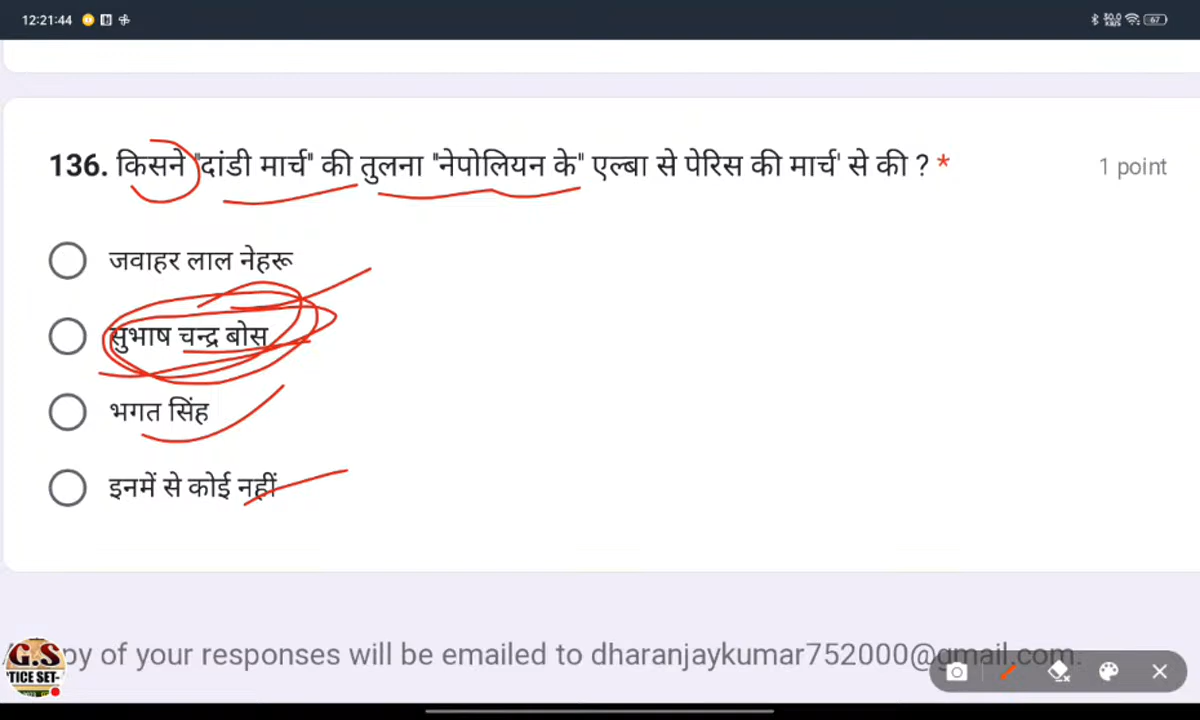 12:21:44
67
136. किसने "दांडी मार्च" की तुलना "नेपोलियन के" एल्बा से पेरिस की मार्च' से की ? *
1 point
जवाहर लाल नेहरू
सुभाष चन्द्र बोस
भगत सिंह
इनमें से कोई नहीं
py of your responses will be emailed to dharanjaykumar752000@gmail.com.
G.S
TICE SET-